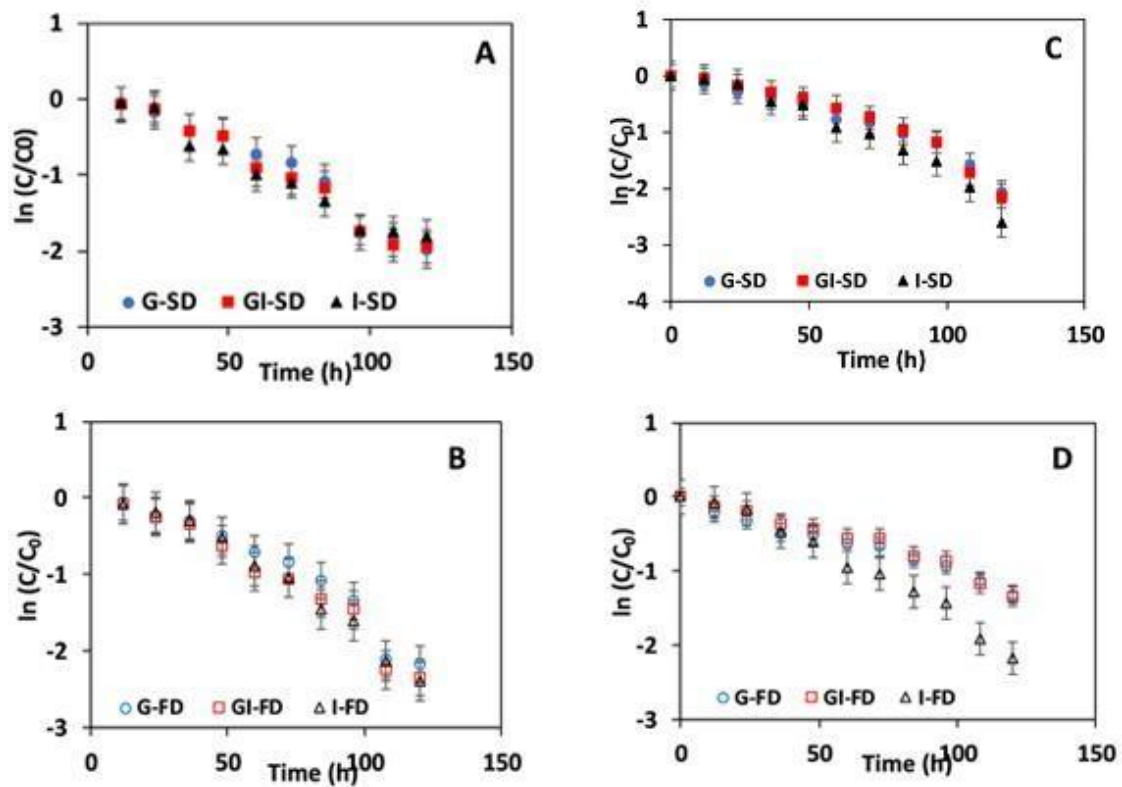 1
A
0
-1
-2
-3
ln (C/C0)
G-SD GI-SD I-SD
0 50 100 150
Time (h)
1
C
0
-1
-2
-3
-4
lη (C/C₀)
G-SD GI-SD I-SD
0 50 100 150
Time (h)
1
B
0
-1
-2
-3
ln (C/C₀)
G-FD GI-FD I-FD
0 50 100 150
Time (h)
1
D
0
-1
-2
-3
ln (C/C₀)
G-FD GI-FD I-FD
0 50 100 150
Time (h)